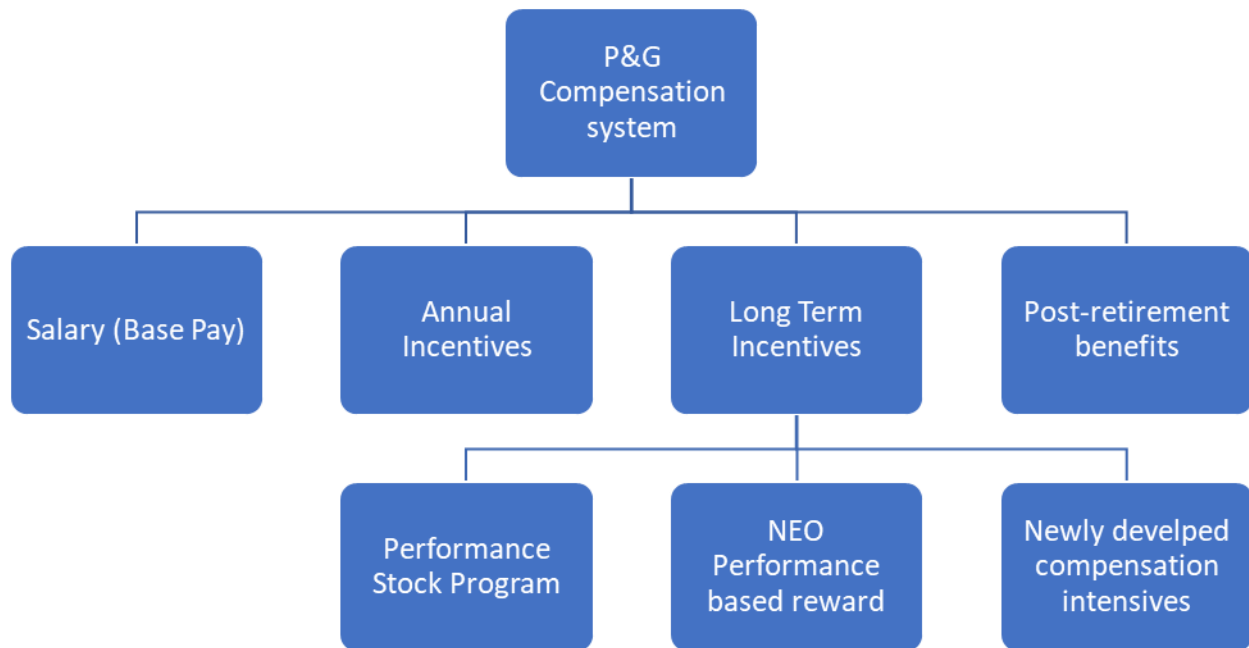 P&G
Compensation
system
Salary (Base Pay)
Annual
Incentives
Long Term
Incentives
Post-retirement
benefits
Performance
Stock Program
NEO
Performance
based reward
Newly develped
compensation
intensives